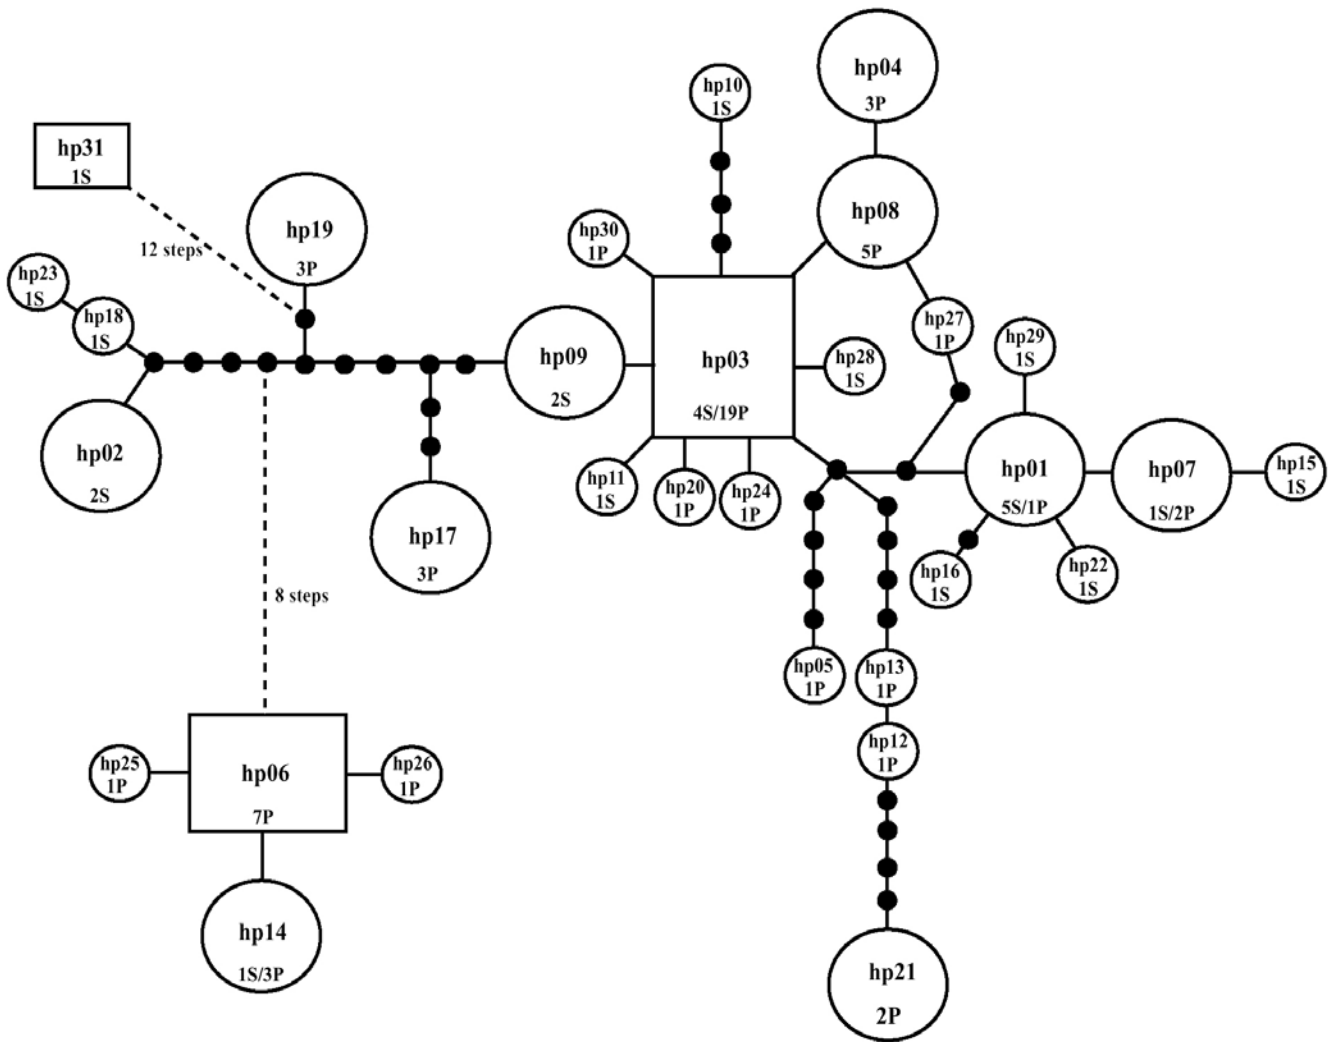 hp04
3P
hp10
1S
hp31
1S
hp08
5P
hp19
3P
hp30
1P
12 steps
hp23
1S
hp18
1S
hp27
1P
hp29
1S
hp09
2S
hp03
4S/19P
hp28
1S
hp02
2S
hp11
1S
hp20
1P
hp24
1P
hp01
5S/1P
hp07
1S/2P
hp15
1S
hp17
3P
hp16
1S
hp22
1S
8 steps
hp05
1P
hp13
1P
hp12
1P
hp25
1P
hp06
7P
hp26
1P
hp14
1S/3P
hp21
2P